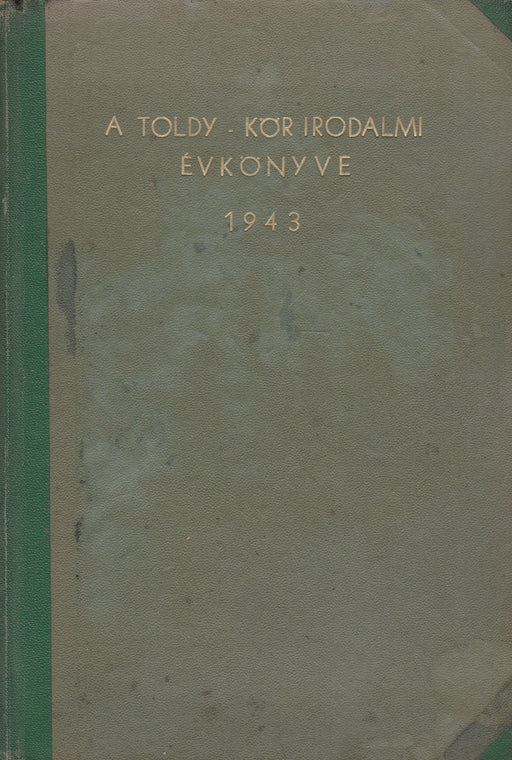 A TOLDY - KÖR IRODALMI
ÉVKÖNYVE
1943